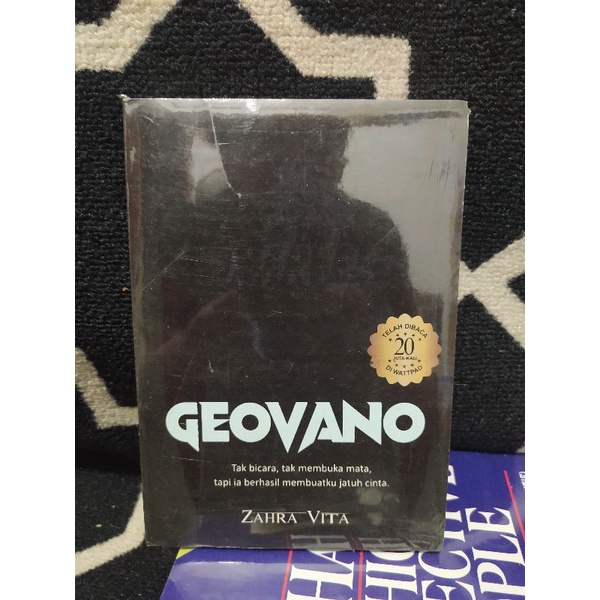 TELAH DIBACA
20
JUTA KALI
DI WATTPAD
GEOVANO
Tak bicara, tak membuka mata,
tapi ia berhasil membuatku jatuh cinta.
ZAHRA VITA